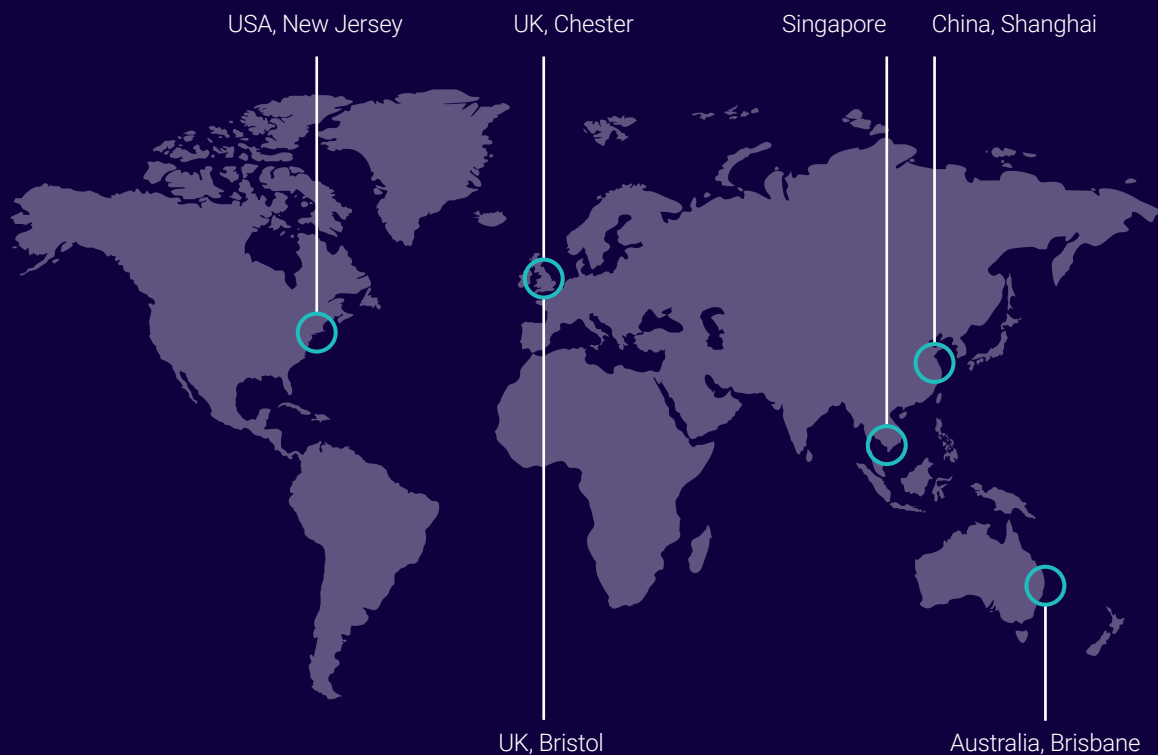 USA, New Jersey
UK, Chester
Singapore
China, Shanghai
UK, Bristol
Australia, Brisbane